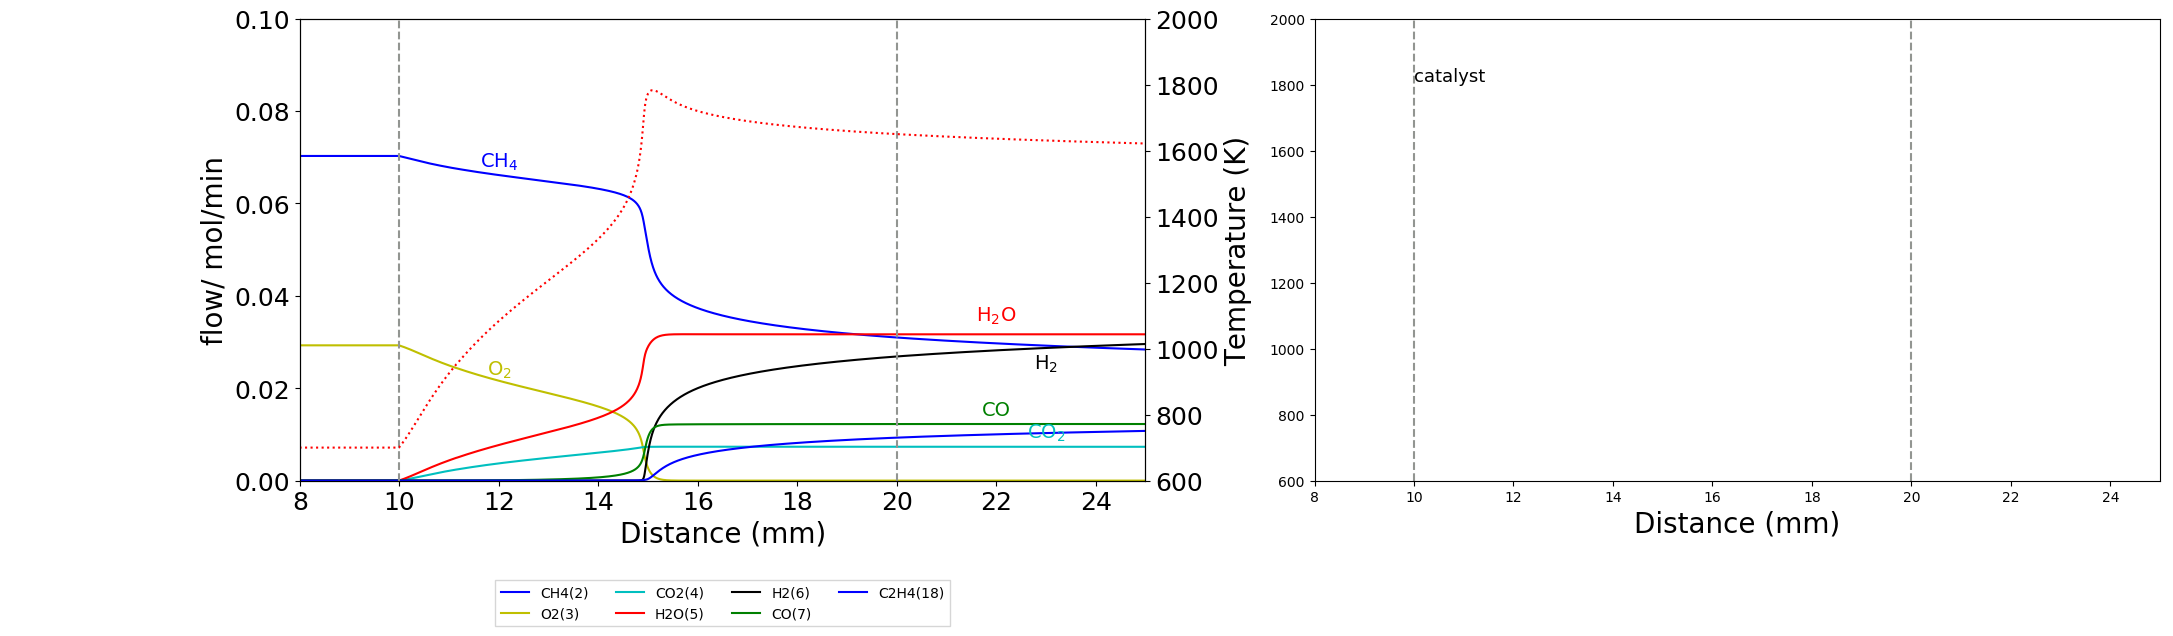 0.10
0.08
0.06
0.04
0.02
0.00
flow/ mol/min
8 10 12 14 16 18 20 22 24
Distance (mm)
2000
1800
1600
1400
1200
1000
800
600
Temperature (K)
CH₄
O₂
H₂O
H₂
CO
CO₂
CH4(2) CO2(4) H2(6) C2H4(18)
O2(3) H2O(5) CO(7)
2000
1800
1600
1400
1200
1000
800
600
catalyst
8 10 12 14 16 18 20 22 24
Distance (mm)